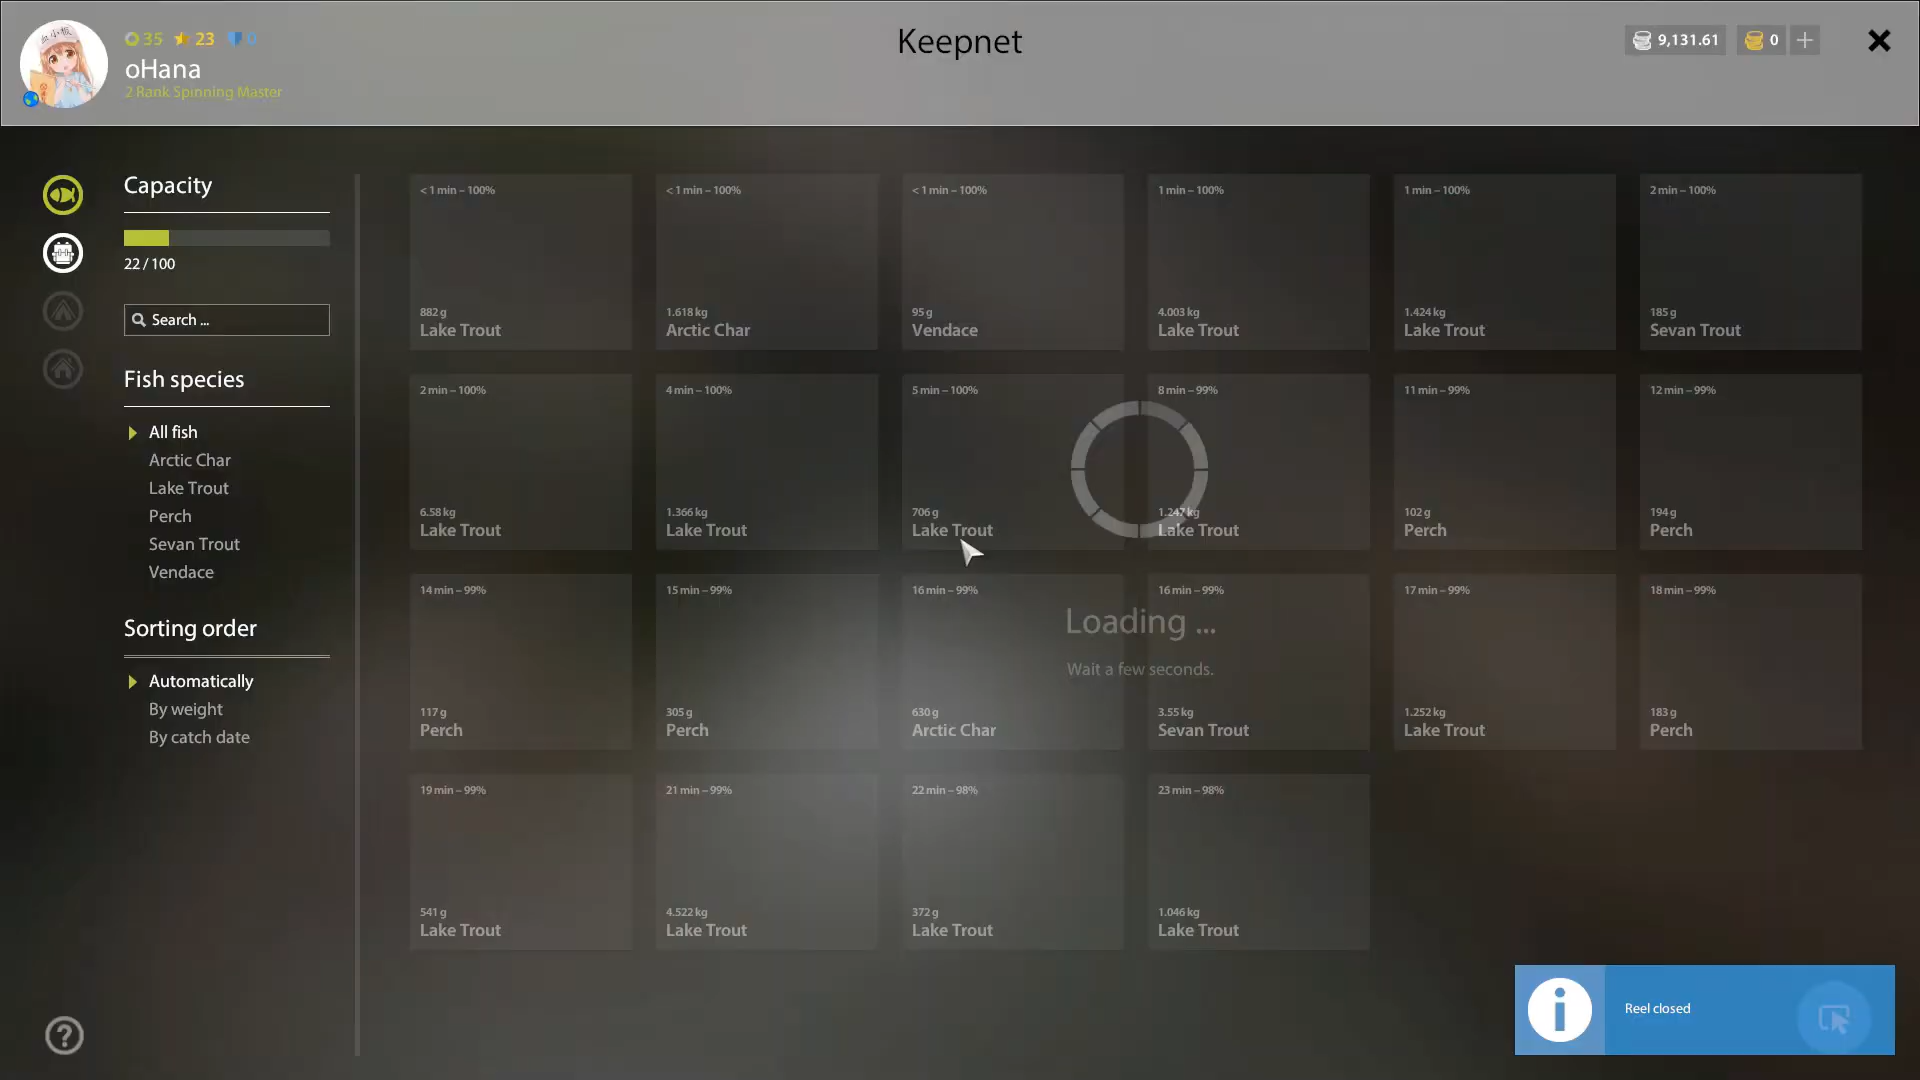 35 23 0
oHana
2 Rank Spinning Master
Keepnet
9,131.61
0
Capacity
22 / 100
Search ...
Fish species
All fish
Arctic Char
Lake Trout
Perch
Sevan Trout
Vendace
Sorting order
Automatically
By weight
By catch date
< 1 min – 100%
882 g
Lake Trout
< 1 min – 100%
1.618 kg
Arctic Char
< 1 min – 100%
95 g
Vendace
1 min – 100%
4.003 kg
Lake Trout
1 min – 100%
1.424 kg
Lake Trout
2 min – 100%
185 g
Sevan Trout
2 min – 100%
6.58 kg
Lake Trout
4 min – 100%
1.366 kg
Lake Trout
5 min – 100%
706 g
Lake Trout
8 min – 99%
1.247 kg
Lake Trout
11 min – 99%
102 g
Perch
12 min – 99%
194 g
Perch
14 min – 99%
117 g
Perch
15 min – 99%
305 g
Perch
16 min – 99%
630 g
Arctic Char
16 min – 99%
3.55 kg
Sevan Trout
17 min – 99%
1.252 kg
Lake Trout
18 min – 99%
183 g
Perch
19 min – 99%
541 g
Lake Trout
21 min – 99%
4.522 kg
Lake Trout
22 min – 98%
372 g
Lake Trout
23 min – 98%
1.046 kg
Lake Trout
Loading ...
Wait a few seconds.
Reel closed